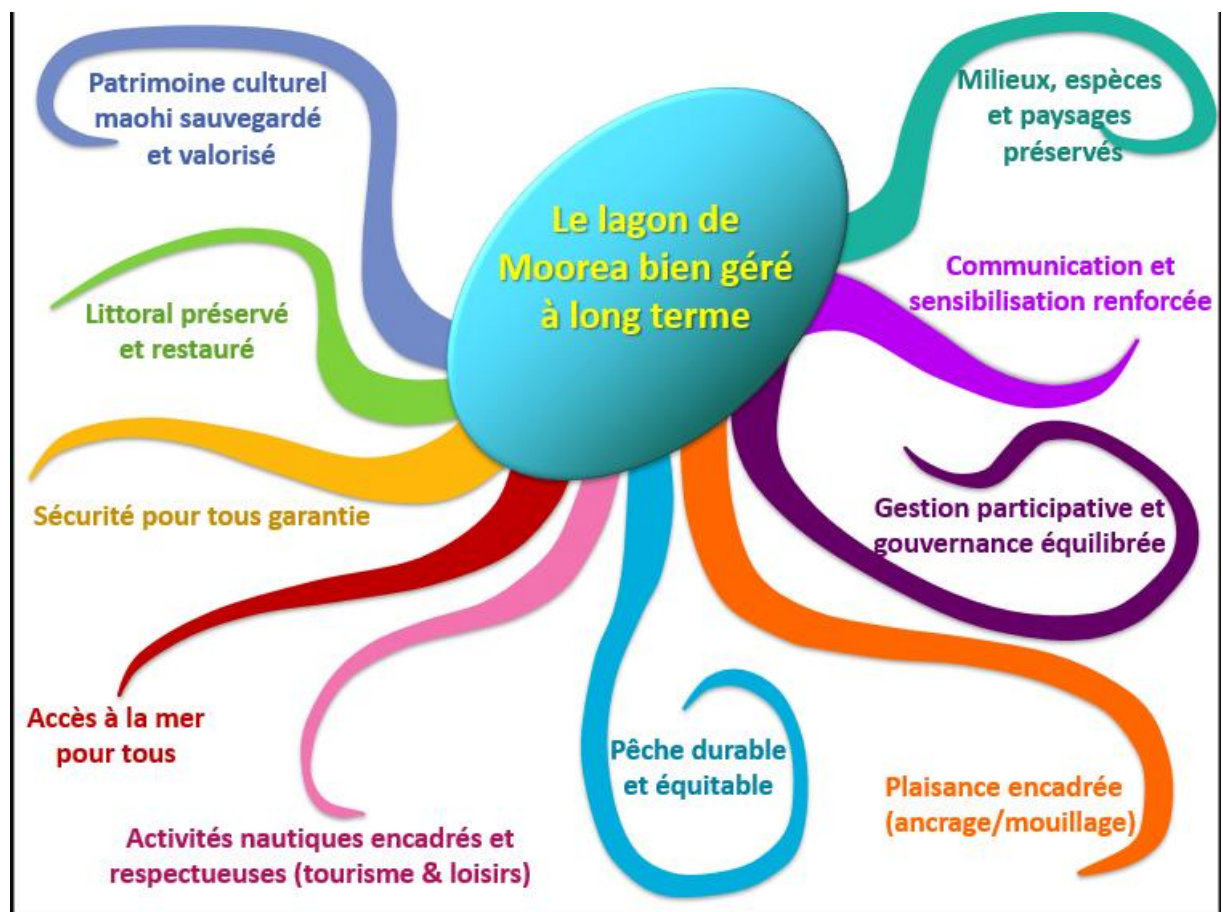 Patrimoine culturel
maohi sauvegardé
et valorisé
Milieux, espèces
et paysages
préservés
Le lagon de
Moorea bien géré
à long terme
Communication et
sensibilisation renforcée
Littoral préservé
et restauré
Sécurité pour tous garantie
Gestion participative et
gouvernance équilibrée
Accès à la mer
pour tous
Pêche durable
et équitable
Plaisance encadrée
(ancrage/mouillage)
Activités nautiques encadrés et
respectueuses (tourisme & loisirs)